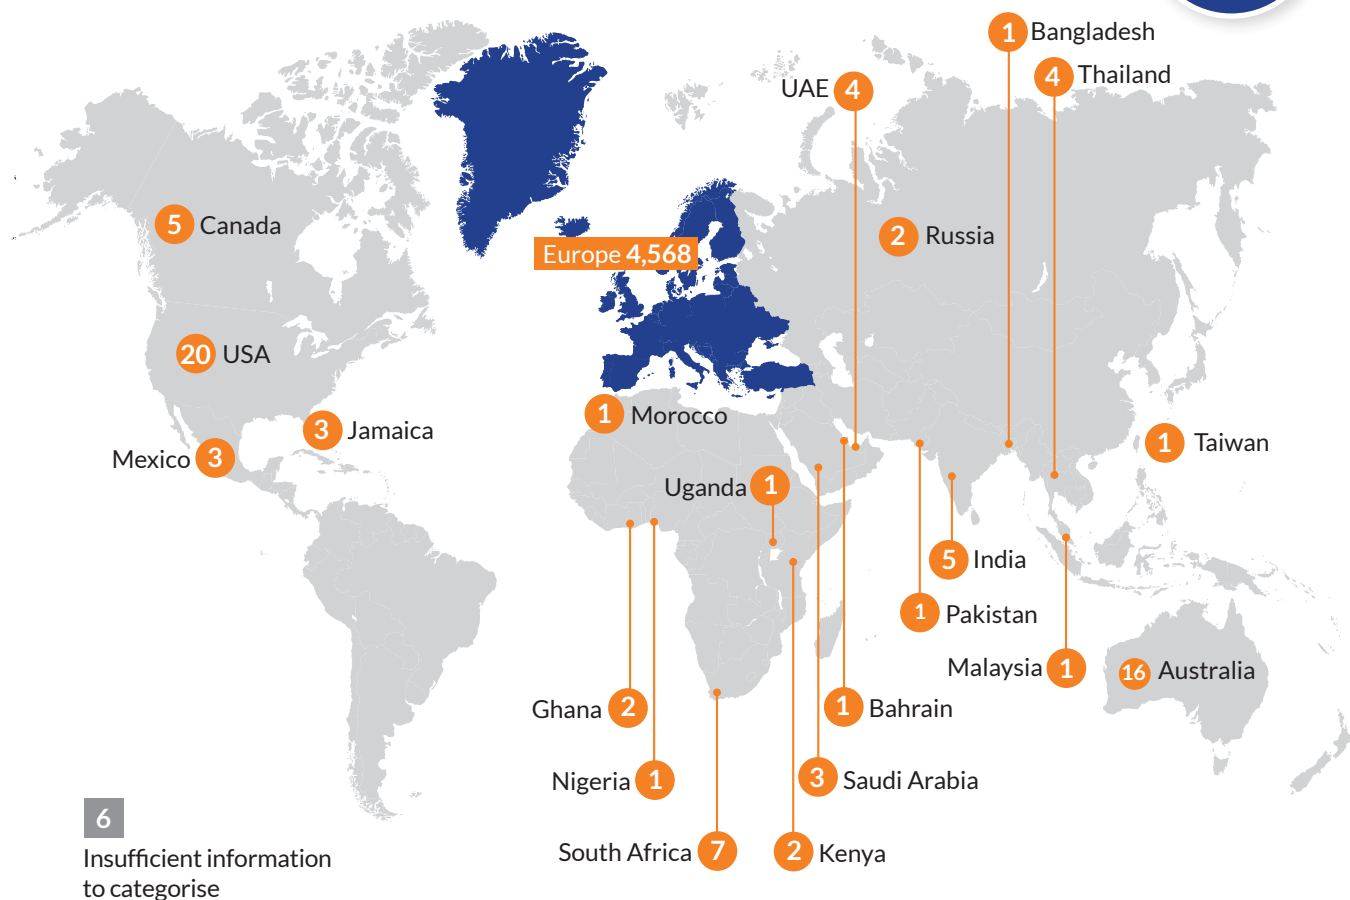 1 Bangladesh
4 Thailand
UAE 4
5 Canada
2 Russia
Europe 4,568
20 USA
1 Morocco
3 Jamaica
1 Taiwan
Mexico 3
Uganda 1
5 India
1 Pakistan
Malaysia 1
16 Australia
Ghana 2
1 Bahrain
Nigeria 1
3 Saudi Arabia
South Africa 7
2 Kenya
6
Insufficient information
to categorise